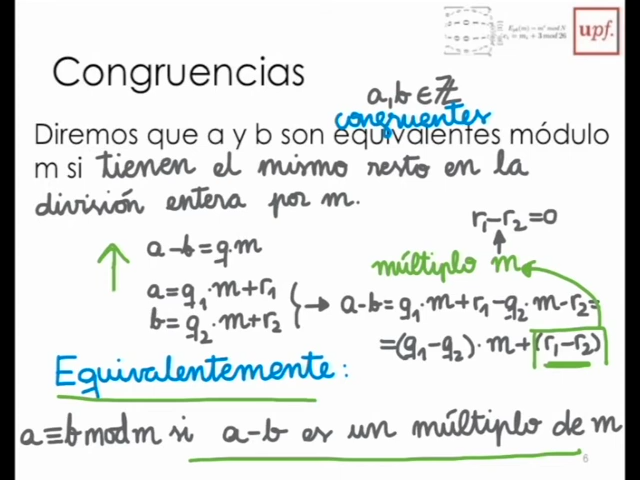 upf.
Congruencias
a,b ∈ ℤ
congruentes
Diremos que a y b son equivalentes módulo
m si tienen el mismo resto en la
división entera por m.
r₁-r₂=0
a-b=q·m
múltiplo m
a=q₁·m+r₁
b=q₂·m+r₂
→ a-b=q₁·m+r₁-q₂·m-r₂=
=(q₁-q₂)·m+(r₁-r₂)
Equivalentemente:
a≡b mod m si a-b es un múltiplo de m
6